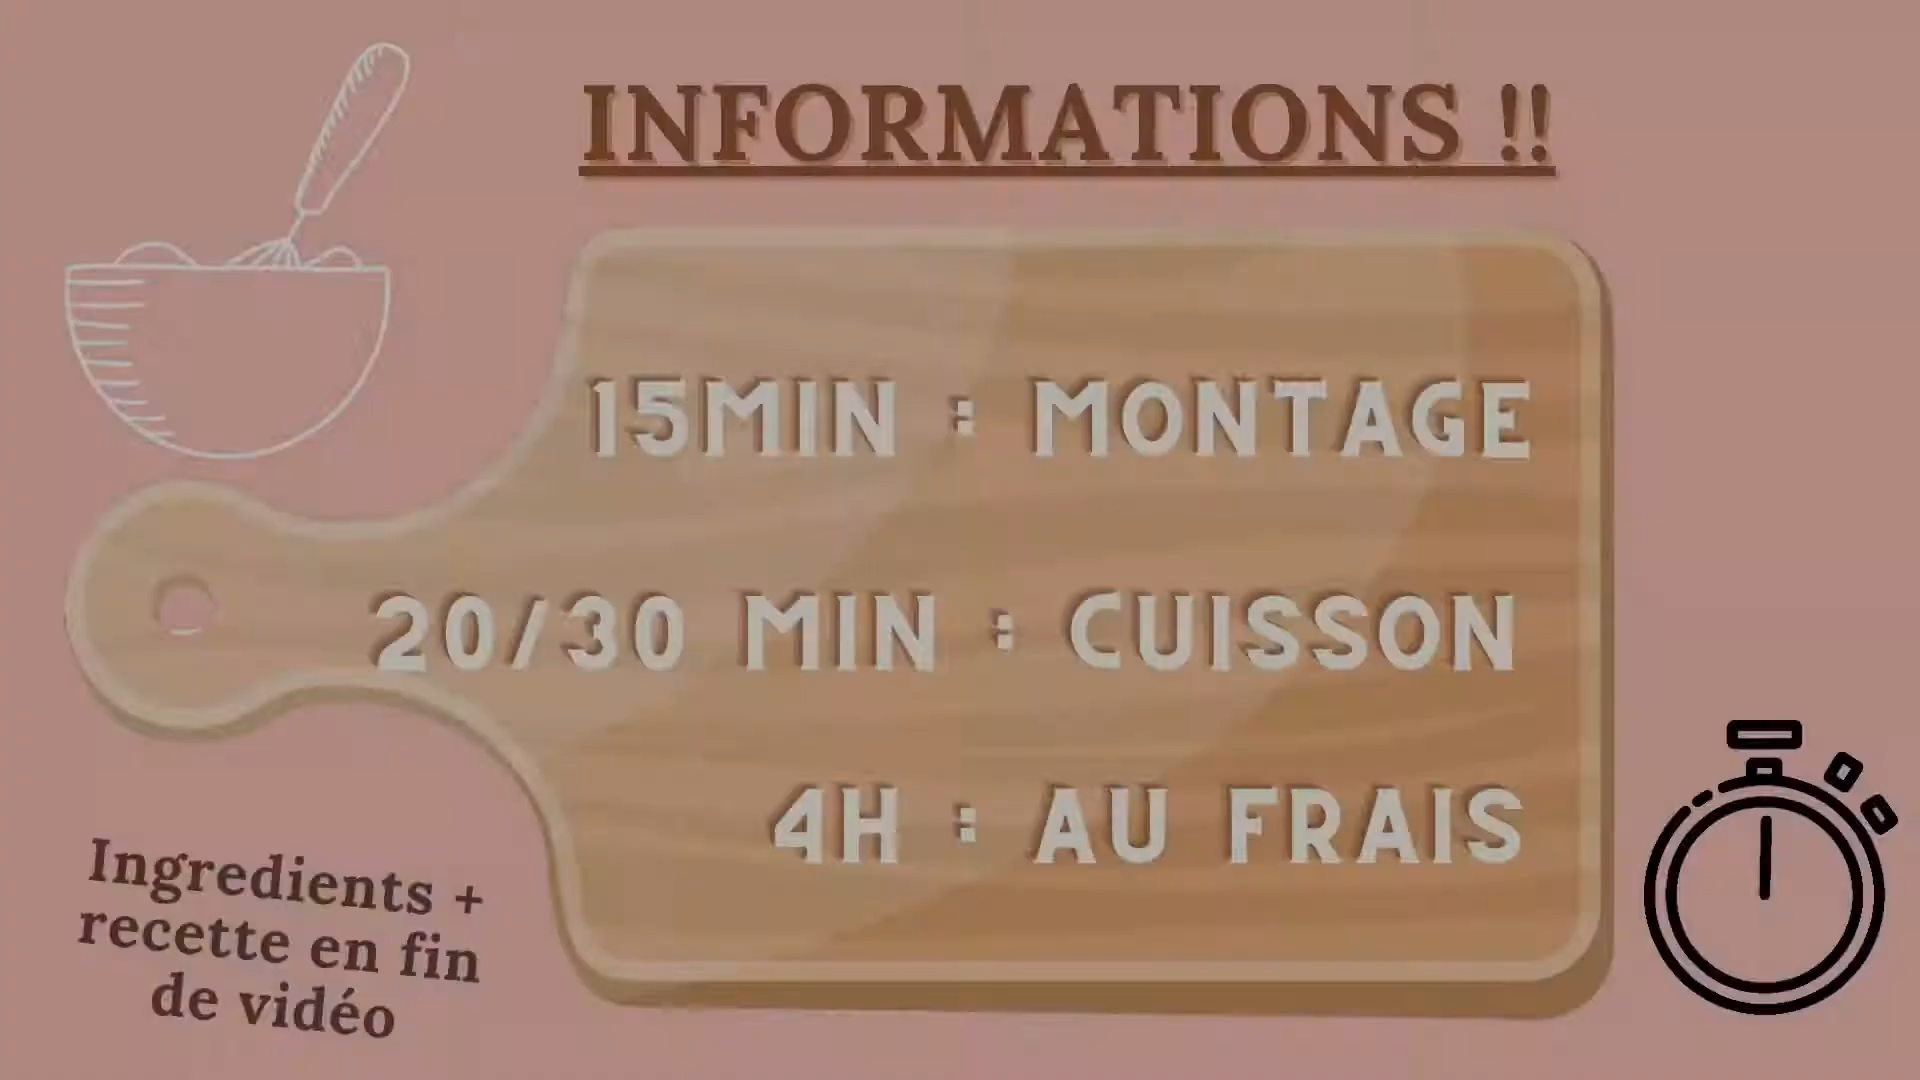 INFORMATIONS !!
15MIN : MONTAGE
20/30 MIN : CUISSON
4H : AU FRAIS
Ingredients +
recette en fin
de vidéo